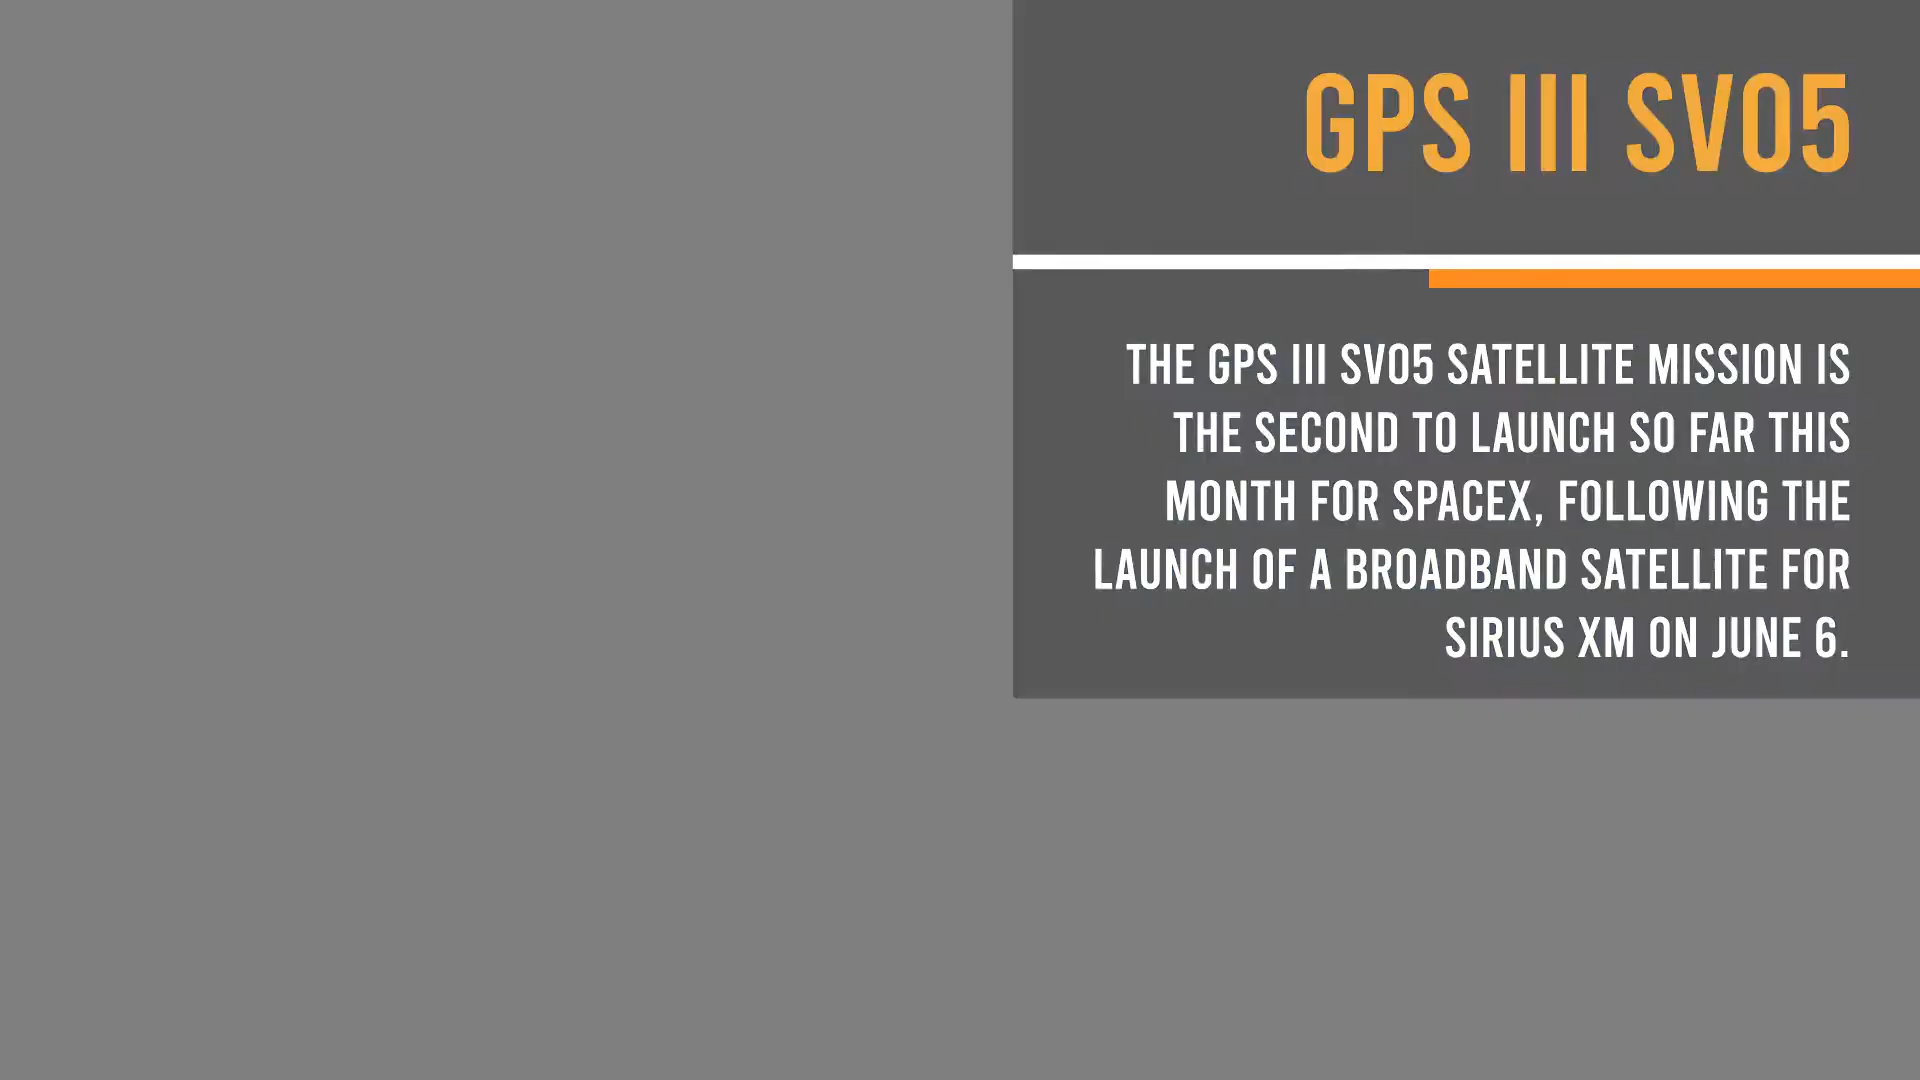 GPS III SV05
THE GPS III SV05 SATELLITE MISSION IS
THE SECOND TO LAUNCH SO FAR THIS
MONTH FOR SPACEX, FOLLOWING THE
LAUNCH OF A BROADBAND SATELLITE FOR
SIRIUS XM ON JUNE 6.